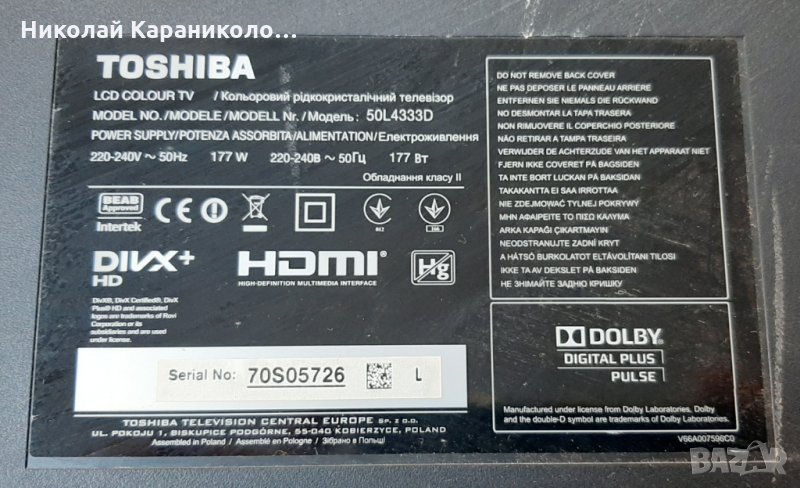 Николай Караниколо…
TOSHIBA
LCD COLOUR TV / Кольоровий рідкокристалічний телевізор
MODEL NO./MODELE/MODELL Nr./Модель: 50L4333D
POWER SUPPLY/POTENZA ASSORBITA/ALIMENTATION/Електроживлення
220-240V ~ 50Hz 177 W 220-240В ~ 50Гц 177 Вт
Обладнання класу II
BEAB
Approved
Intertek
CE
012
166
DIVX+
HD
HDMI
HIGH-DEFINITION MULTIMEDIA INTERFACE
Hg
DivX®, DivX Certified®, DivX
Plus® HD and associated
logos are trademarks of Rovi
Corporation or its
subsidiaries and are used
under license.
Serial No: 70S05726 L
TOSHIBA TELEVISION CENTRAL EUROPE SP. Z O.O.
UL. POKOJU 1, BISKUPICE PODGÓRNE, 55-040 KOBIERZYCE, POLAND
Assembled in Poland / Assemblé en Pologne / Зібрано в Польщі
DO NOT REMOVE BACK COVER
NE PAS DEPOSER LE PANNEAU ARRIÈRE
ENTFERNEN SIE NIEMALS DIE RÜCKWAND
NO DESMONTAR LA TAPA TRASERA
NON RIMUOVERE IL COPERCHIO POSTERIORE
NÃO RETIRAR A TAMPA TRASEIRA
VERWIJDER DE ACHTERZIJDE VAN HET APPARAAT NIET
FJERN IKKE COVERET PÅ BAGSIDEN
TA INTE BORT LUCKAN PÅ BAKSIDAN
TAKAKANTTA EI SAA IRROTTAA
NIE ZDEJMOWAĆ TYLNEJ POKRYWY
ΜΗΝ ΑΦΑΙΡΕΙΤΕ ΤΟ ΠΙΣΩ ΚΑΛΥΜΑ
ARKA KAPAĞI ÇIKARTMAYIN
NEODSTRANUJTE ZADNÍ KRYT
A HÁTSÓ BURKOLATOT ELTÁVOLÍTANI TILOSI
IKKE TA AV DEKSLET PÅ BAKSIDEN
НЕ ЗНІМАЙТЕ ЗАДНЮ КРИШКУ
DOLBY
DIGITAL PLUS
PULSE
Manufactured under license from Dolby Laboratories. Dolby
and the double-D symbol are trademarks of Dolby Laboratories.
V66A007596C0
BAZAR